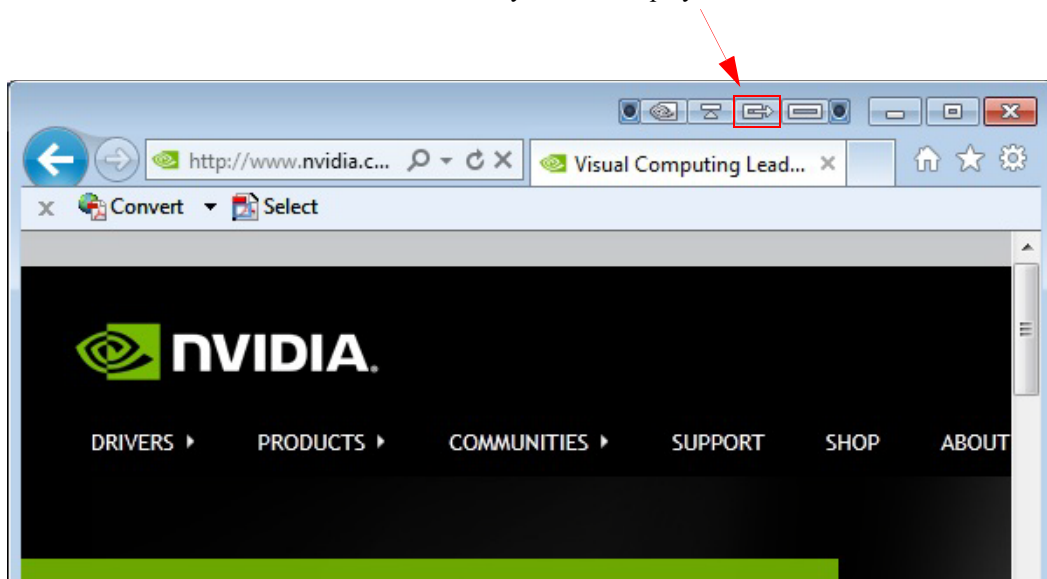 http://www.nvidia.c...
Visual Computing Lead...
x Convert Select
NVIDIA.
DRIVERS PRODUCTS COMMUNITIES SUPPORT SHOP ABOUT